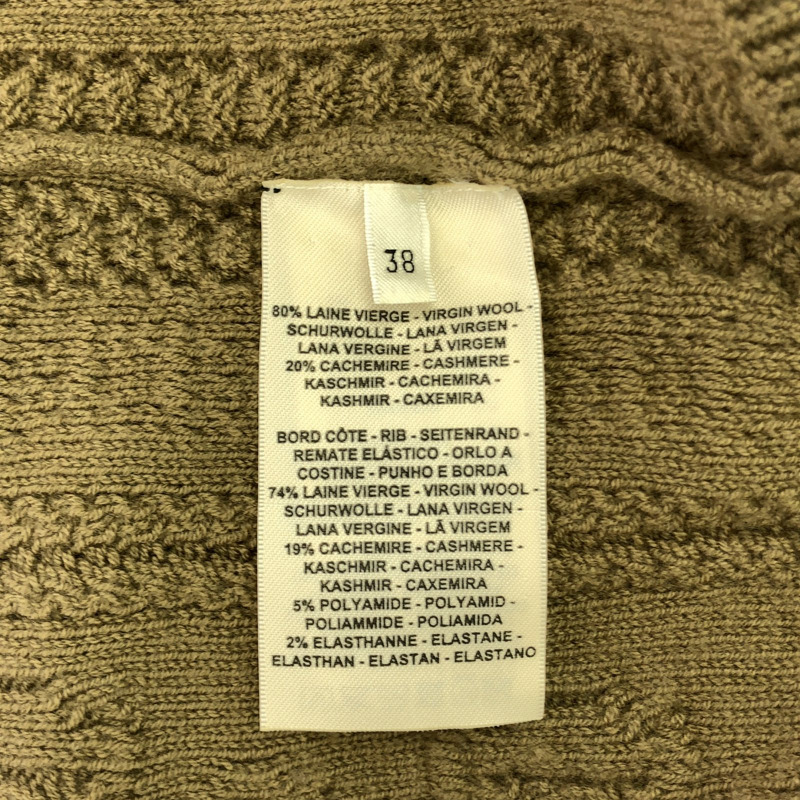 38
80% LAINE VIERGE - VIRGIN WOOL -
SCHURWOLLE - LANA VIRGEN -
LANA VERGINE - LÃ VIRGEM
20% CACHEMIRE - CASHMERE -
KASCHMIR - CACHEMIRA -
KASHMIR - CAXEMIRA
BORD CÔTE - RIB - SEITENRAND -
REMATE ELÁSTICO - ORLO A
COSTINE - PUNHO E BORDA
74% LAINE VIERGE - VIRGIN WOOL -
SCHURWOLLE - LANA VIRGEN -
LANA VERGINE - LÃ VIRGEM
19% CACHEMIRE - CASHMERE -
KASCHMIR - CACHEMIRA -
KASHMIR - CAXEMIRA
5% POLYAMIDE - POLYAMID -
POLIAMMIDE - POLIAMIDA
2% ELASTHANNE - ELASTANE -
ELASTHAN - ELASTAN - ELASTANO